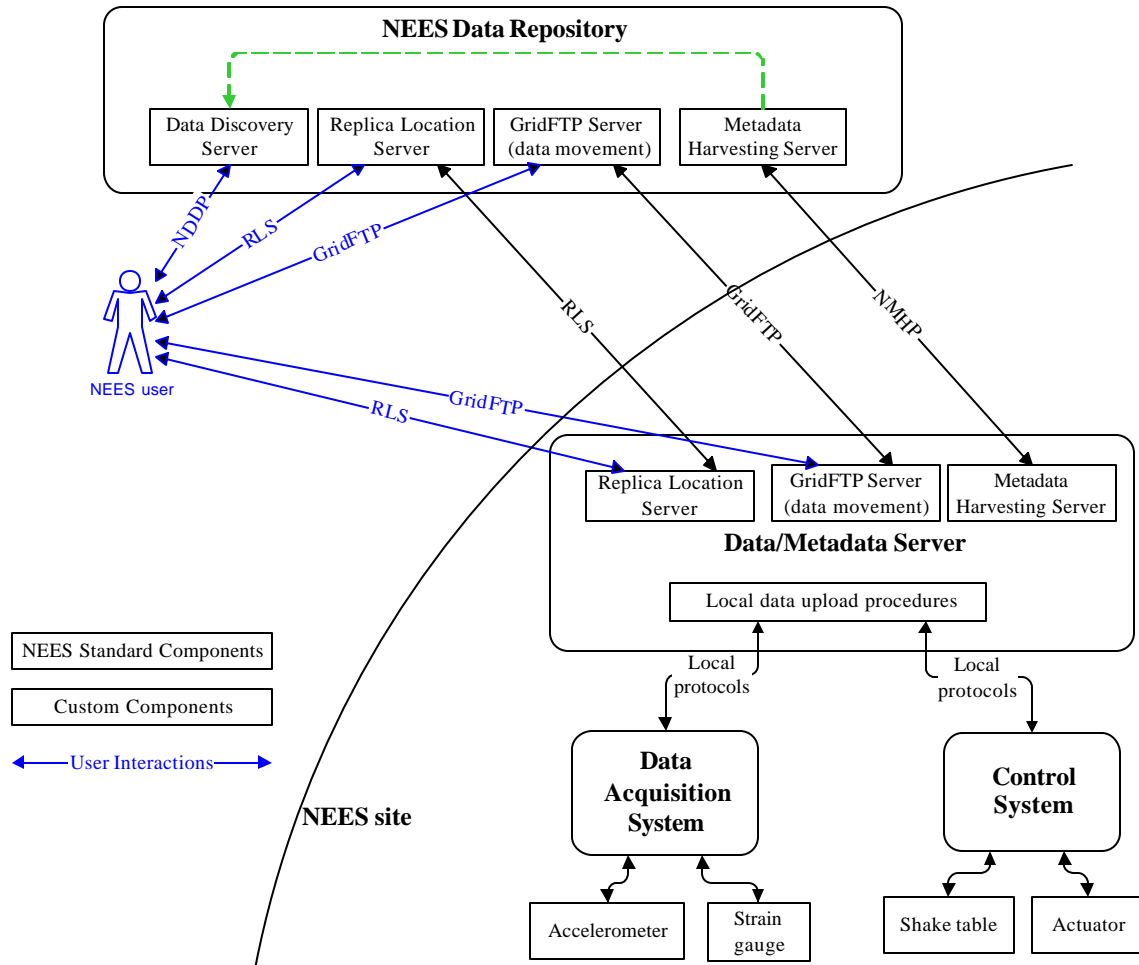 NEES Data Repository
Data Discovery
Server
Replica Location
Server
GridFTP Server
(data movement)
Metadata
Harvesting Server
NDDP
RLS
GridFTP
NEES user
RLS
GridFTP
NMHP
GridFTP
RLS
Replica Location
Server
GridFTP Server
(data movement)
Metadata
Harvesting Server
Data/Metadata Server
Local data upload procedures
NEES Standard Components
Custom Components
User Interactions
Local
protocols
Local
protocols
Data
Acquisition
System
Control
System
NEES site
Accelerometer
Strain
gauge
Shake table
Actuator